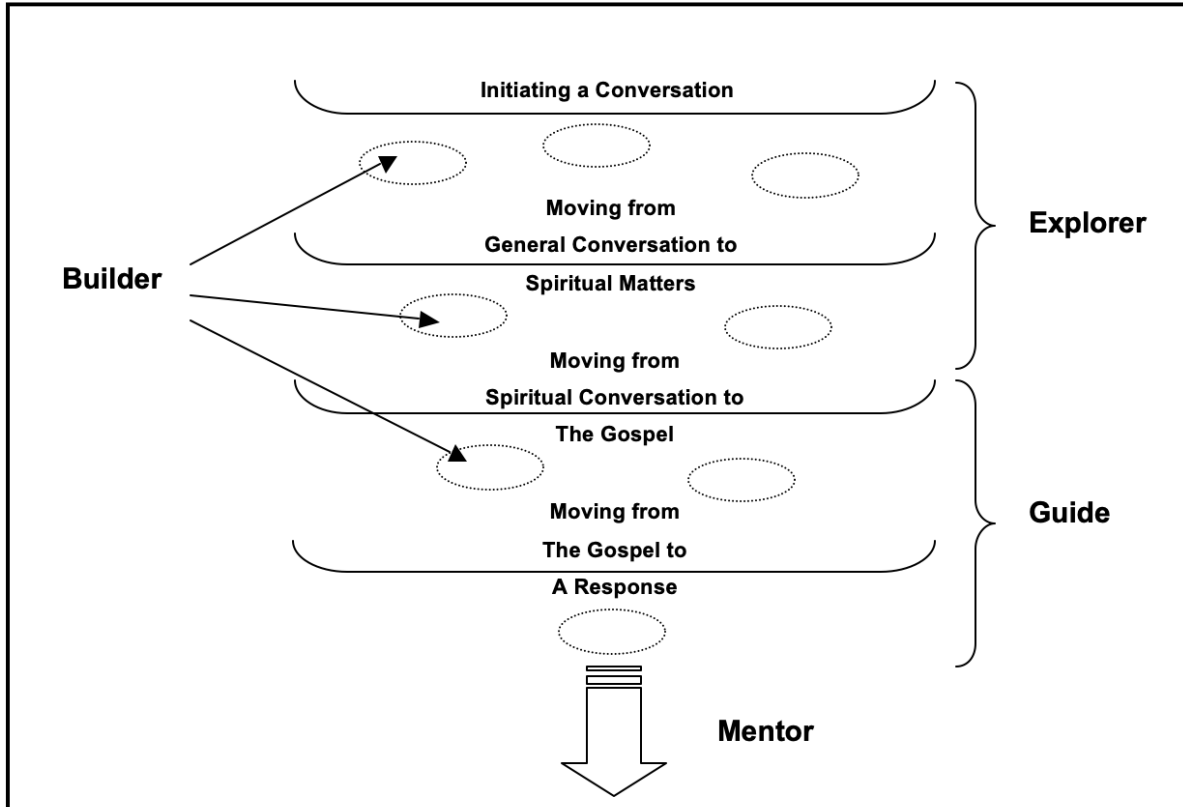 Initiating a Conversation
Moving from
General Conversation to
Spiritual Matters
Explorer
Builder
Moving from
Spiritual Conversation to
The Gospel
Moving from
The Gospel to
A Response
Guide
Mentor